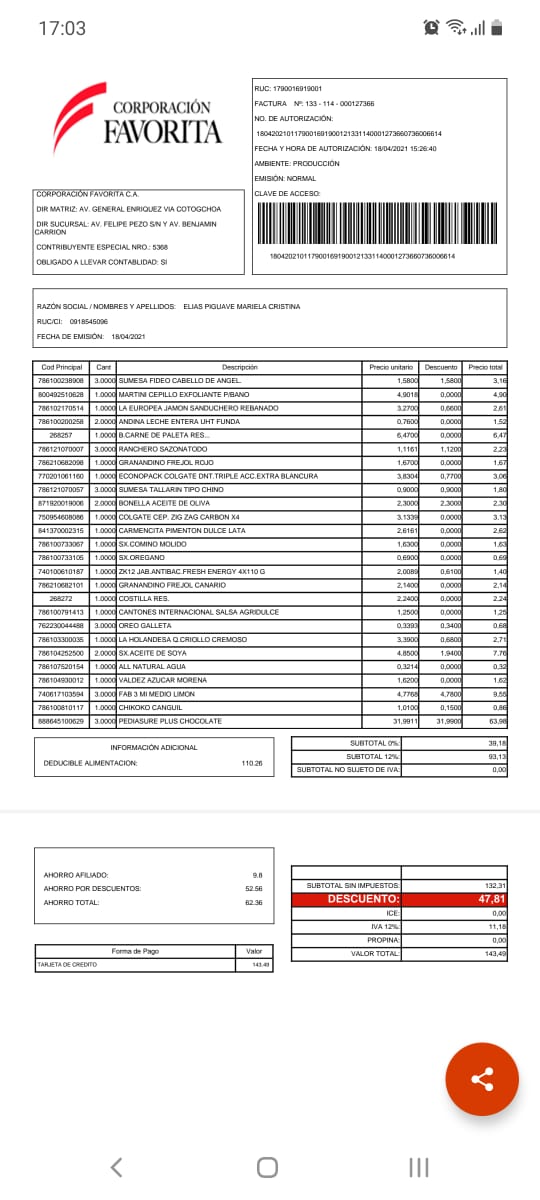 17:03
CORPORACIÓN
FAVORITA
RUC: 1790016919001
FACTURA Nº: 133 - 114 - 000127366
NO. DE AUTORIZACIÓN:
1804202101179001691900121331140001273660736006614
FECHA Y HORA DE AUTORIZACIÓN: 18/04/2021 15:26:40
AMBIENTE: PRODUCCIÓN
EMISIÓN: NORMAL
CLAVE DE ACCESO:
1804202101179001691900121331140001273660736006614
CORPORACIÓN FAVORITA C.A.
DIR MATRIZ: AV. GENERAL ENRIQUEZ VIA COTOGCHOA
DIR SUCURSAL: AV. FELIPE PEZO S/N Y AV. BENJAMIN
CARRION
CONTRIBUYENTE ESPECIAL NRO.: 5368
OBLIGADO A LLEVAR CONTABLIDAD: SI
RAZÓN SOCIAL / NOMBRES Y APELLIDOS: ELIAS PIGUAVE MARIELA CRISTINA
RUC/CI: 0918545096
FECHA DE EMISIÓN: 18/04/2021
Cod Principal Cant Descripción Precio unitario Descuento Precio total
786100238908 3.0000 SUMESA FIDEO CABELLO DE ANGEL. 1,5800 1,5800 3,16
800492510628 1.0000 MARTINI CEPILLO EXFOLIANTE P/BANO 4,9018 0,0000 4,90
786102170514 1.0000 LA EUROPEA JAMON SANDUCHERO REBANADO 3,2700 0,6600 2,61
786100200258 2.0000 ANDINA LECHE ENTERA UHT FUNDA 0,7600 0,0000 1,52
268257 1.0000 B.CARNE DE PALETA RES... 6,4700 0,0000 6,47
786121070007 3.0000 RANCHERO SAZONATODO 1,1161 1,1200 2,23
786210682098 1.0000 GRANANDINO FREJOL ROJO 1,6700 0,0000 1,67
770201061160 1.0000 ECONOPACK COLGATE DNT.TRIPLE ACC.EXTRA BLANCURA 3,8304 0,7700 3,06
786121070057 3.0000 SUMESA TALLARIN TIPO CHINO 0,9000 0,9000 1,80
871920019006 2.0000 BONELLA ACEITE DE OLIVA 2,3000 2,3000 2,30
750954608086 1.0000 COLGATE CEP. ZIG ZAG CARBON X4 3,1339 0,0000 3,13
841370002315 1.0000 CARMENCITA PIMENTON DULCE LATA 2,6161 0,0000 2,62
786100733067 1.0000 SX.COMINO MOLIDO 1,6300 0,0000 1,63
786100733105 1.0000 SX.OREGANO 0,6900 0,0000 0,69
740100610187 1.0000 ZK12 JAB.ANTIBAC.FRESH ENERGY 4X110 G 2,0089 0,6100 1,40
786210682101 1.0000 GRANANDINO FREJOL CANARIO 2,1400 0,0000 2,14
268272 1.0000 COSTILLA RES. 2,2400 0,0000 2,24
786100791413 1.0000 CANTONES INTERNACIONAL SALSA AGRIDULCE 1,2500 0,0000 1,25
762230044488 3.0000 OREO GALLETA 0,3393 0,3400 0,68
786103300035 1.0000 LA HOLANDESA Q.CRIOLLO CREMOSO 3,3900 0,6800 2,71
786104252500 2.0000 SX.ACEITE DE SOYA 4,8500 1,9400 7,76
786107520154 1.0000 ALL NATURAL AGUA 0,3214 0,0000 0,32
786104930012 1.0000 VALDEZ AZUCAR MORENA 1,6200 0,0000 1,62
740617103594 3.0000 FAB 3 MI MEDIO LIMON 4,7768 4,7800 9,55
786100810117 1.0000 CHIKOKO CANGUIL 1,0100 0,1500 0,86
888645100629 3.0000 PEDIASURE PLUS CHOCOLATE 31,9911 31,9900 63,98
INFORMACIÓN ADICIONAL
DEDUCIBLE ALIMENTACION: 110.26
SUBTOTAL 0%: 39,18
SUBTOTAL 12%: 93,13
SUBTOTAL NO SUJETO DE IVA: 0,00
AHORRO AFILIADO: 9.8
AHORRO POR DESCUENTOS: 52.56
AHORRO TOTAL: 62.36
SUBTOTAL SIN IMPUESTOS: 132,31
DESCUENTO: 47,81
ICE: 0,00
IVA 12%: 11,18
PROPINA: 0,00
VALOR TOTAL: 143,49
Forma de Pago Valor
TARJETA DE CREDITO 143.49